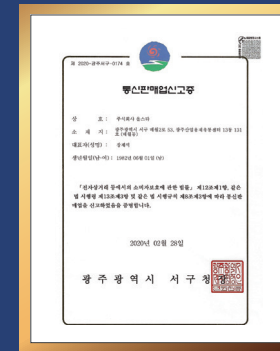 제 2020-광주서구-0174 호
통신판매업신고증
상 호 : 주식회사 올스타
소 재 지 : 광주광역시 서구 매월2로 53, 광주산업용재유통센터 12동 131
호 (매월동)
대표자(성명) :
생년월일(남·여) : 1982년 08월 01일 (남)
「전자상거래 등에서의 소비자보호에 관한 법률」 제12조제1항, 같은
법 시행령 제13조제3항 및 같은 법 시행규칙 제8조제3항에 따라 통신판
매업을 신고하였음을 증명합니다.
2020년 02월 28일
광 주 광 역 시 서 구 청 장